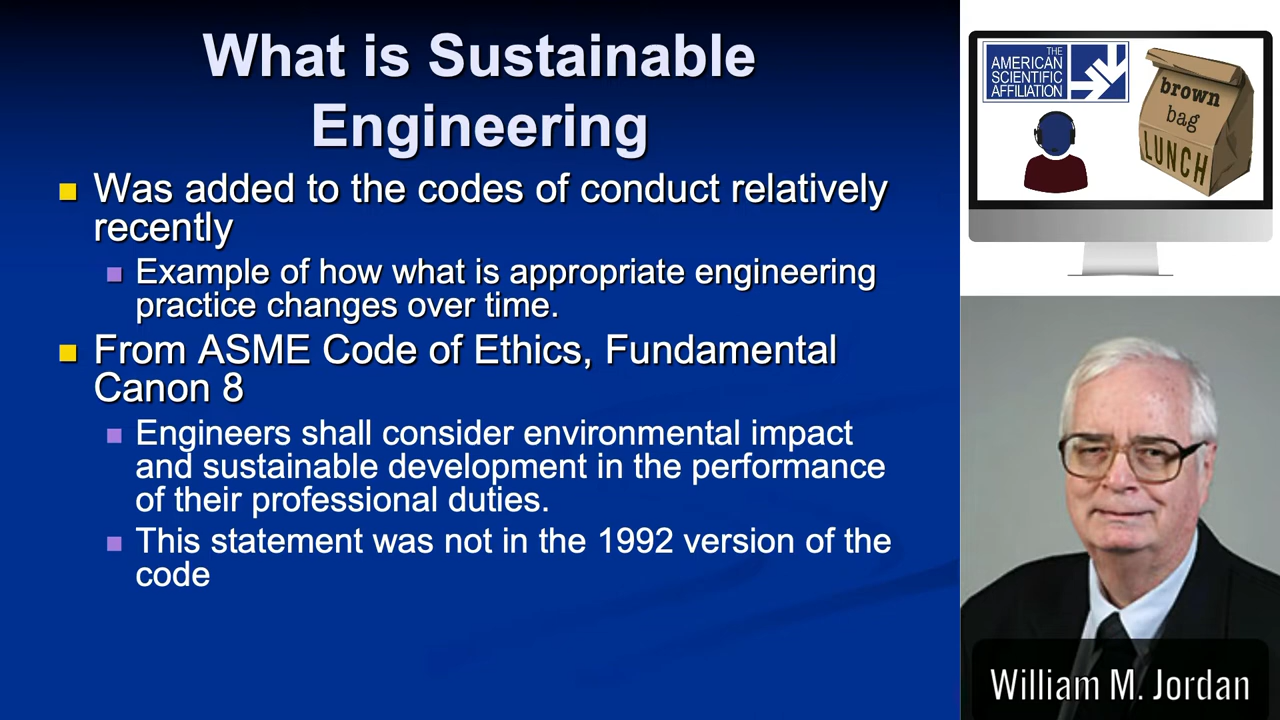 What is Sustainable
Engineering
Was added to the codes of conduct relatively
recently
Example of how what is appropriate engineering
practice changes over time.
From ASME Code of Ethics, Fundamental
Canon 8
Engineers shall consider environmental impact
and sustainable development in the performance
of their professional duties.
This statement was not in the 1992 version of the
code
THE
AMERICAN
SCIENTIFIC
AFFILIATION
brown
bag
LUNCH
William M. Jordan